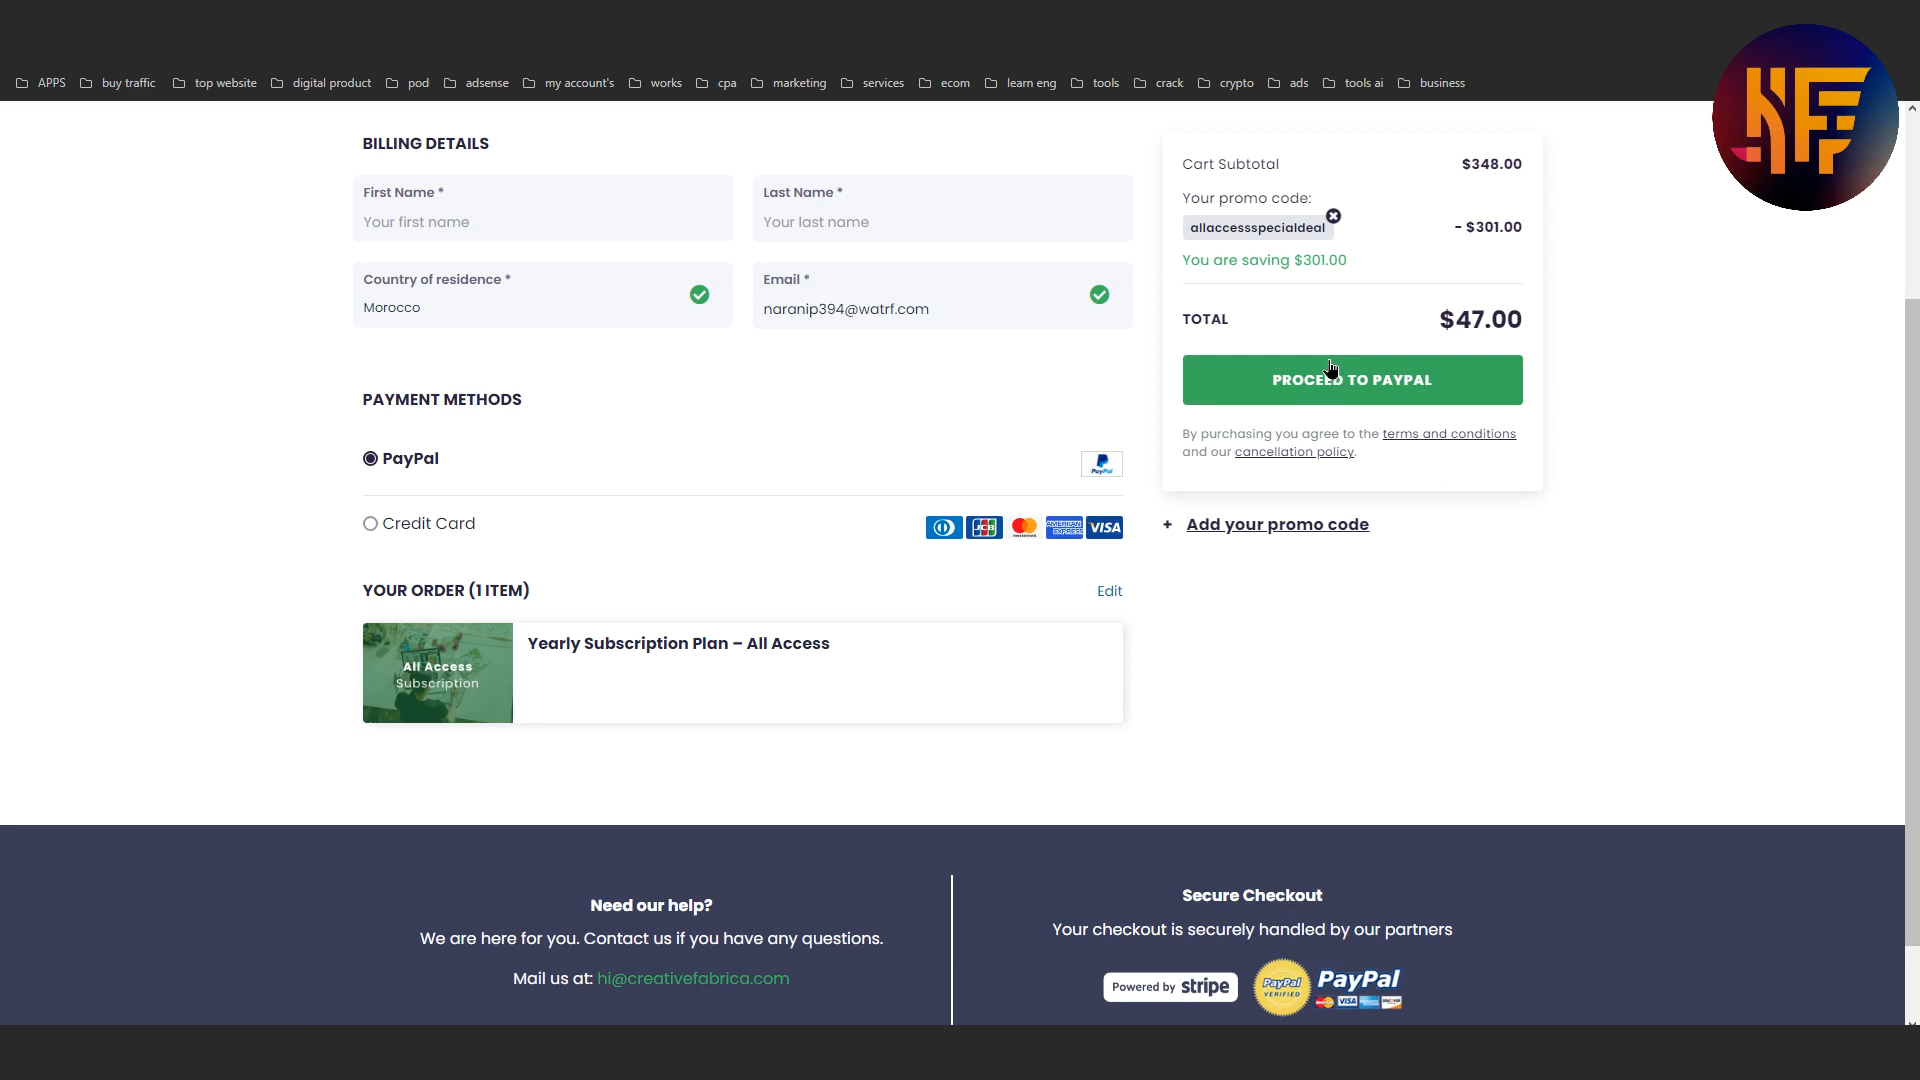 APPS buy traffic top website digital product pod adsense my account's works cpa marketing services ecom learn eng tools crack crypto ads tools ai business
BILLING DETAILS
First Name *
Your first name
Last Name *
Your last name
Country of residence *
Morocco
Email *
naranip394@watrf.com
PAYMENT METHODS
PayPal
PayPal
Credit Card
JCB
mastercard
AMERICAN EXPRESS
VISA
YOUR ORDER (1 ITEM)
Edit
All Access
Subscription
Yearly Subscription Plan – All Access
Cart Subtotal $348.00
Your promo code:
allaccessspecialdeal - $301.00
You are saving $301.00
TOTAL $47.00
PROCEED TO PAYPAL
By purchasing you agree to the terms and conditions
and our cancellation policy.
+ Add your promo code
Need our help?
We are here for you. Contact us if you have any questions.
Mail us at: hi@creativefabrica.com
Secure Checkout
Your checkout is securely handled by our partners
Powered by stripe
PayPal
VERIFIED
PayPal
VISA